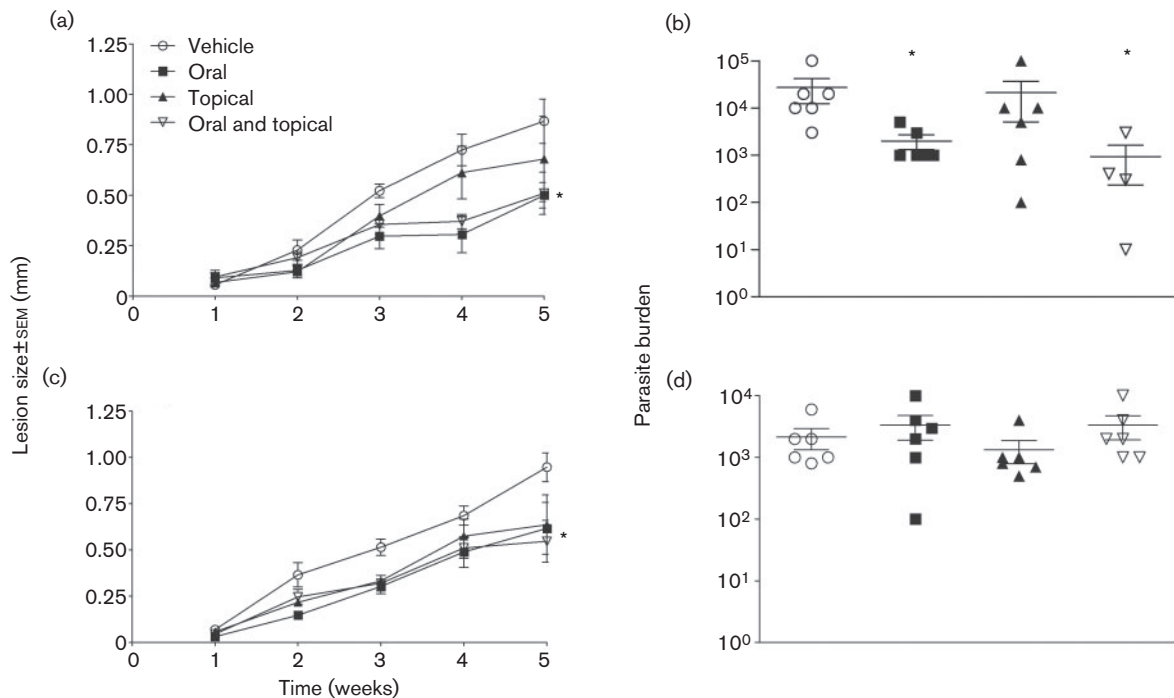 (a)
1.25
1.00
0.75
0.50
0.25
0
0 1 2 3 4 5
Vehicle
Oral
Topical
Oral and topical
*
(b)
* *
10⁵
10⁴
10³
10²
10¹
10⁰
Lesion size±SEM (mm)
Parasite burden
(c)
1.25
1.00
0.75
0.50
0.25
0
0 1 2 3 4 5
*
Time (weeks)
(d)
10⁴
10³
10²
10¹
10⁰